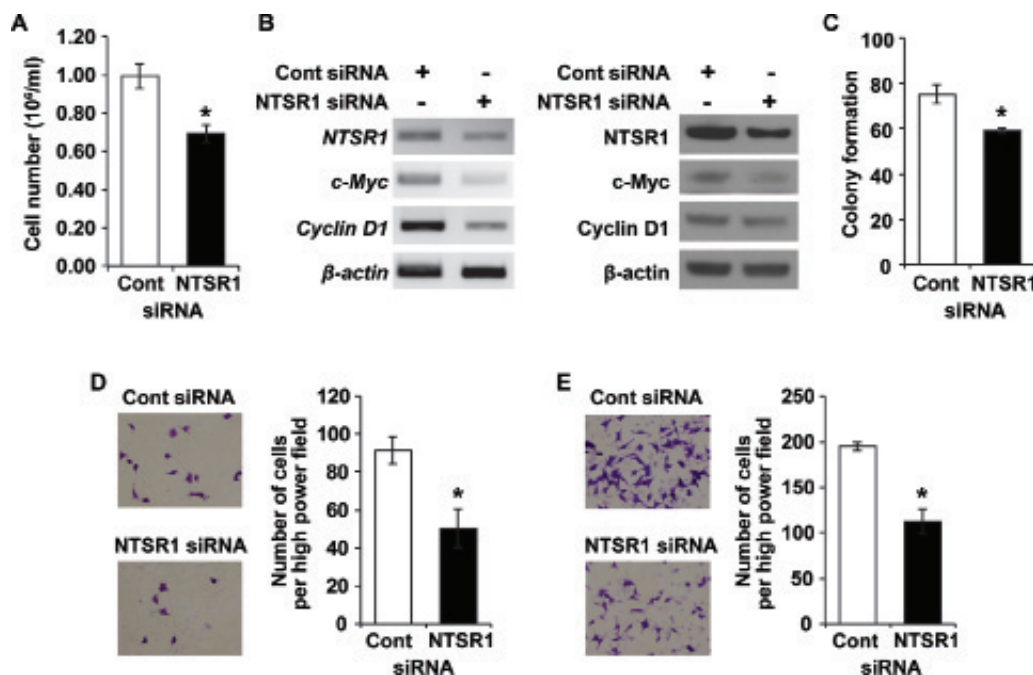 A
Cell number (10⁶/ml)
1.20
1.00
0.80
0.60
0.40
0.20
0.00
Cont NTSR1
siRNA
*
B
Cont siRNA + -
NTSR1 siRNA - +
NTSR1
c-Myc
Cyclin D1
β-actin
Cont siRNA + -
NTSR1 siRNA - +
NTSR1
c-Myc
Cyclin D1
β-actin
C
Colony formation
100
80
60
40
20
0
*
Cont NTSR1
siRNA
D
Cont siRNA
NTSR1 siRNA
Number of cells
per high power field
120
100
80
60
40
20
0
*
Cont NTSR1
siRNA
E
Cont siRNA
NTSR1 siRNA
Number of cells
per high power field
250
200
150
100
50
0
*
Cont NTSR1
siRNA